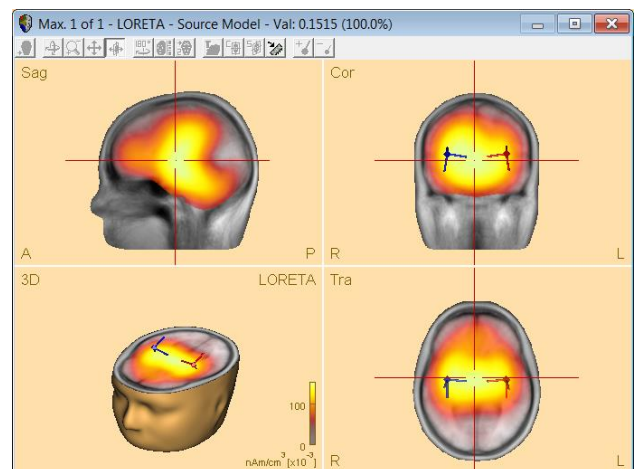 Max. 1 of 1 - LORETA - Source Model - Val: 0.1515 (100.0%)
Sag
A
P
Cor
R
L
3D
LORETA
100
0
nAm/cm³ [x10⁻³]
Tra
R
L